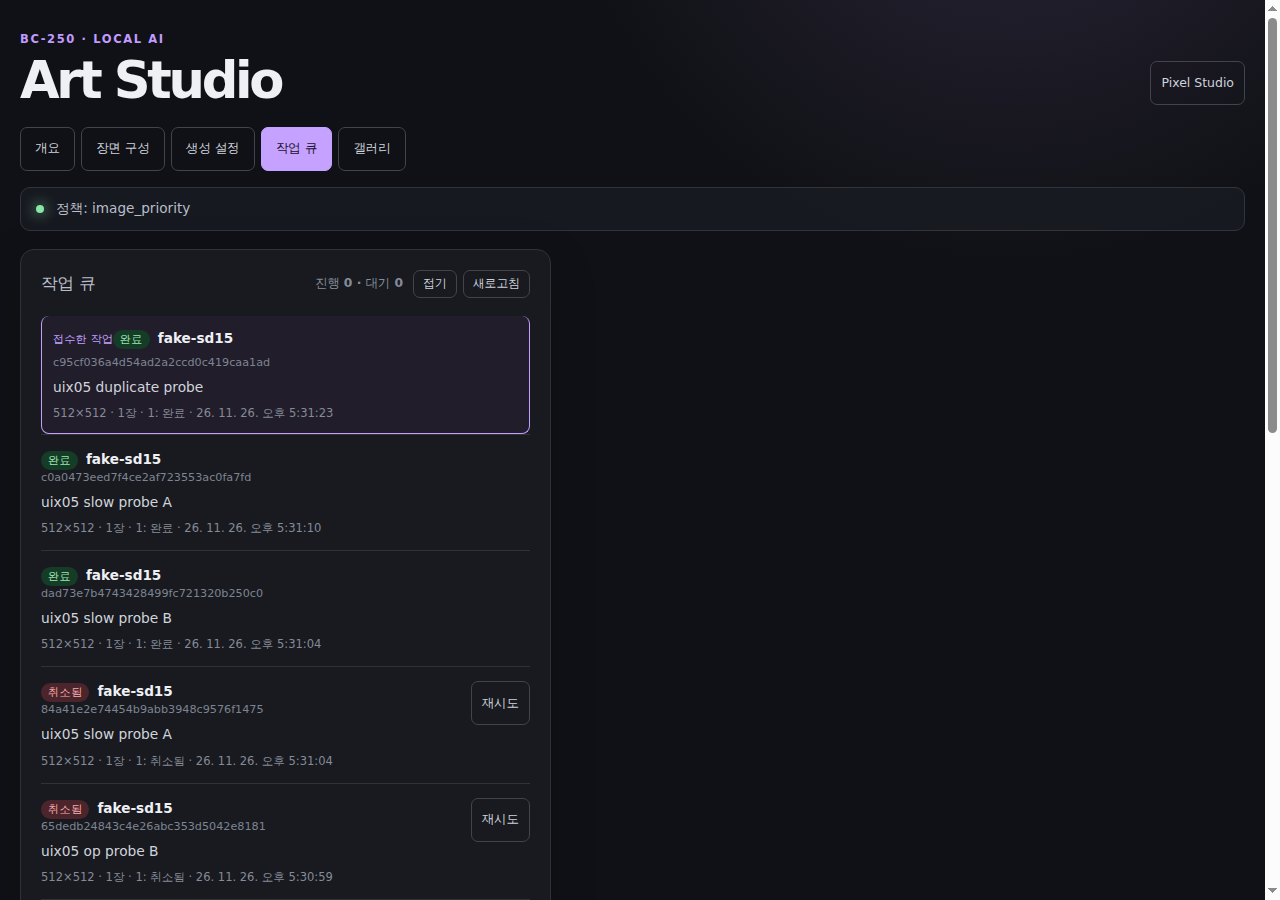 BC-250 · LOCAL AI
Art Studio
Pixel Studio
개요
장면 구성
생성 설정
작업 큐
갤러리
정책: image_priority
작업 큐
진행 0 · 대기 0
접기
새로고침
접수한 작업 완료 fake-sd15
c95cf036a4d54ad2a2ccd0c419caa1ad
uix05 duplicate probe
512×512 · 1장 · 1: 완료 · 26. 11. 26. 오후 5:31:23
완료 fake-sd15
c0a0473eed7f4ce2af723553ac0fa7fd
uix05 slow probe A
512×512 · 1장 · 1: 완료 · 26. 11. 26. 오후 5:31:10
완료 fake-sd15
dad73e7b4743428499fc721320b250c0
uix05 slow probe B
512×512 · 1장 · 1: 완료 · 26. 11. 26. 오후 5:31:04
취소됨 fake-sd15
재시도
84a41e2e74454b9abb3948c9576f1475
uix05 slow probe A
512×512 · 1장 · 1: 취소됨 · 26. 11. 26. 오후 5:31:04
취소됨 fake-sd15
재시도
65dedb24843c4e26abc353d5042e8181
uix05 op probe B
512×512 · 1장 · 1: 취소됨 · 26. 11. 26. 오후 5:30:59